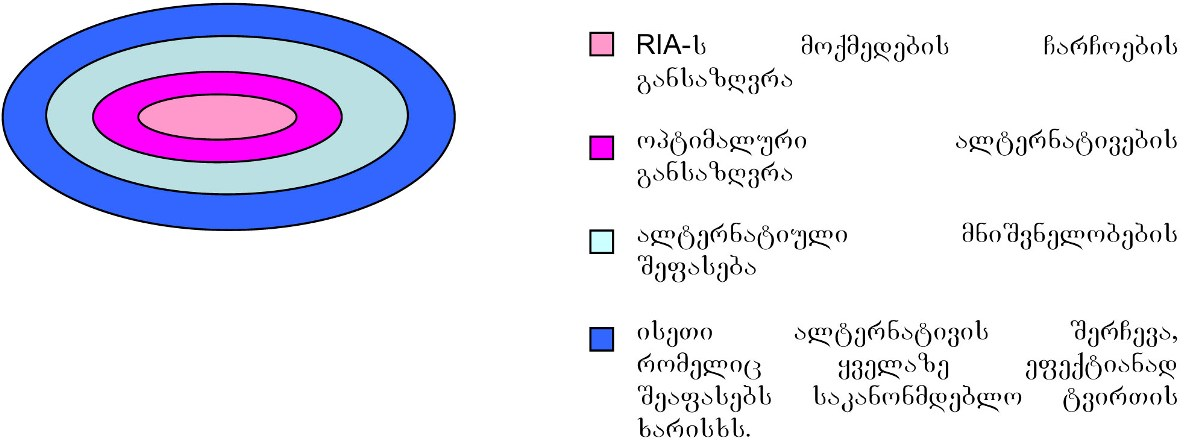 RIA-ს მოქმედების ჩარჩოების
განსაზღვრა
ოპტიმალური ალტერნატივების
განსაზღვრა
ალტერნატიული მნიშვნელობების
შეფასება
ისეთი ალტერნატივის შერჩევა,
რომელიც ყველაზე ეფექტიანად
შეაფასებს საკანონმდებლო ტვირთის
ხარისხს.